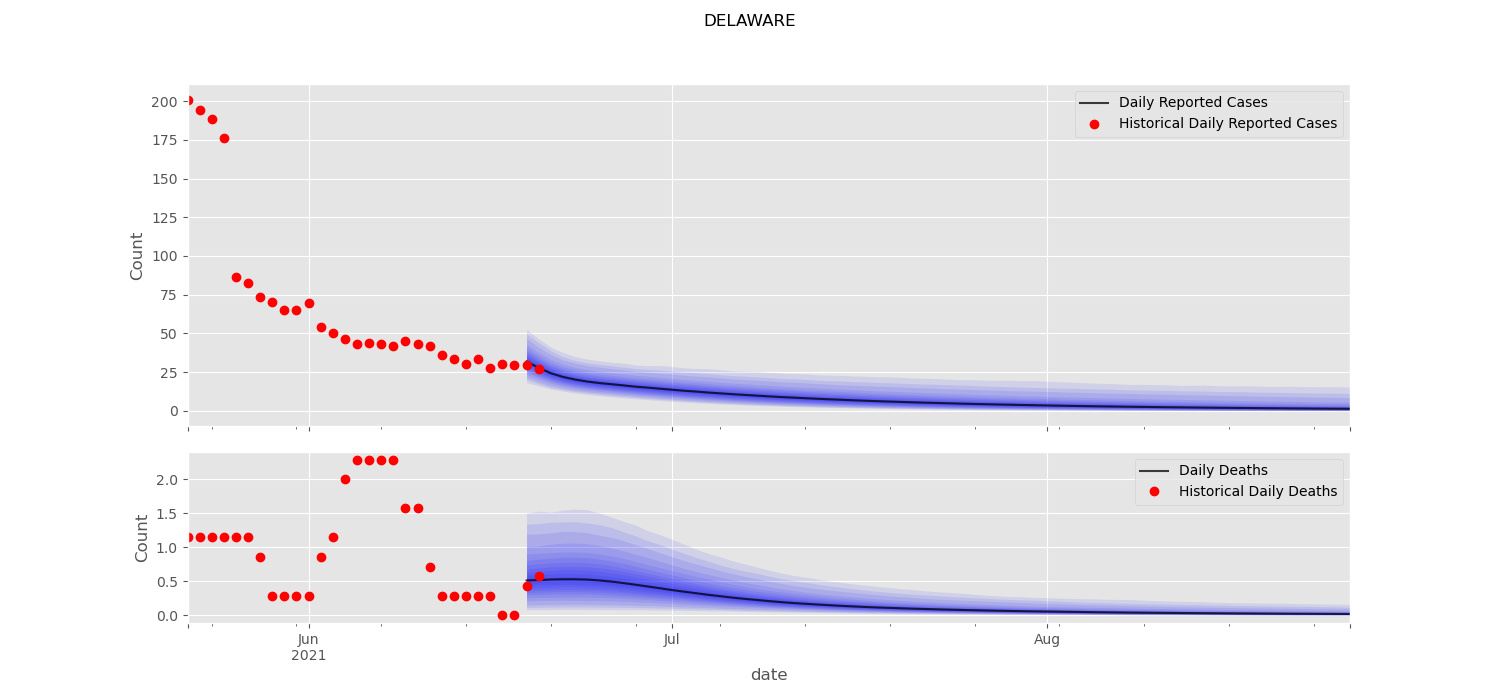 DELAWARE
200
175
150
125
100
75
50
25
0
Count
Daily Reported Cases
Historical Daily Reported Cases
2.0
1.5
1.0
0.5
0.0
Count
Daily Deaths
Historical Daily Deaths
Jun
2021
Jul
Aug
date